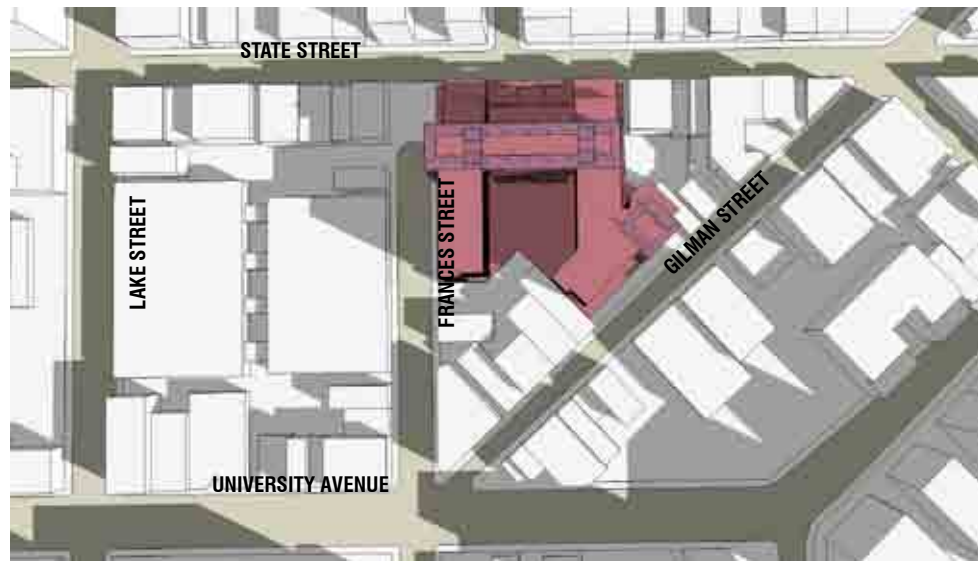 STATE STREET
LAKE STREET
FRANCES STREET
GILMAN STREET
UNIVERSITY AVENUE